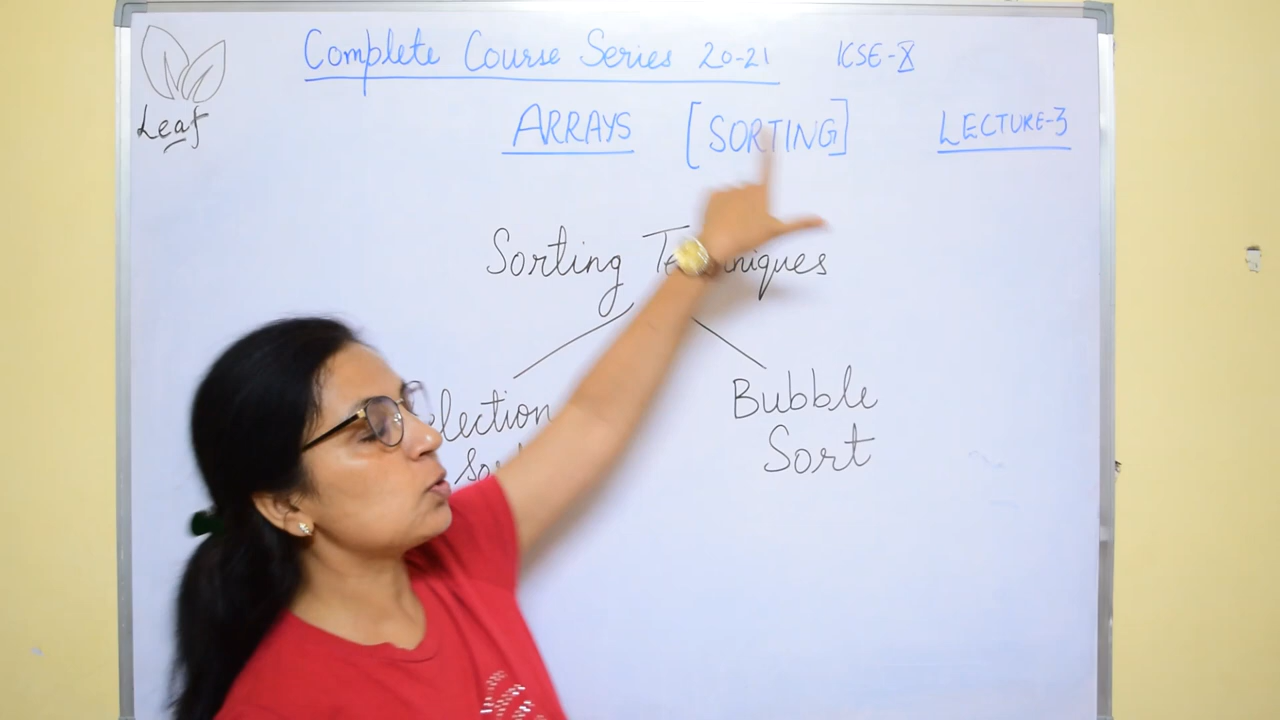 Complete Course Series 20-21 ICSE-X
Leaf
ARRAYS [SORTING] LECTURE-3
Sorting
Bubble
Sort